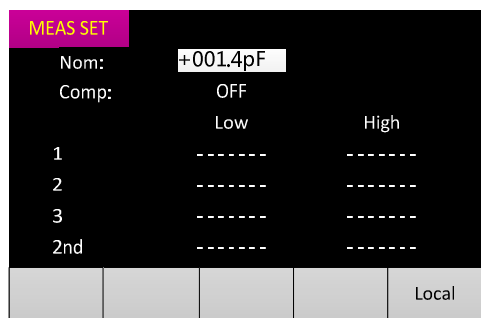 MEAS SET
Nom: +001.4pF
Comp: OFF
Low High
1 ------- -------
2 ------- -------
3 ------- -------
2nd ------- -------
Local